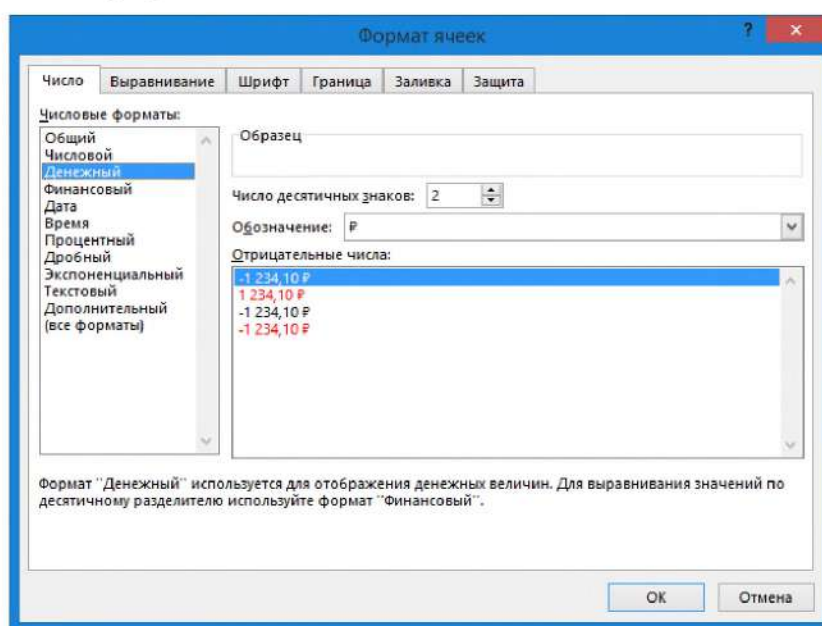 Формат ячеек
? ×
Число Выравнивание Шрифт Граница Заливка Защита
Числовые форматы:
Общий
Числовой
Денежный
Финансовый
Дата
Время
Процентный
Дробный
Экспоненциальный
Текстовый
Дополнительный
(все форматы)
Образец
Число десятичных знаков: 2
Обозначение: ₽
Отрицательные числа:
-1 234,10 ₽
1 234,10 ₽
-1 234,10 ₽
-1 234,10 ₽
Формат "Денежный" используется для отображения денежных величин. Для выравнивания значений по
десятичному разделителю используйте формат "Финансовый".
ОК Отмена